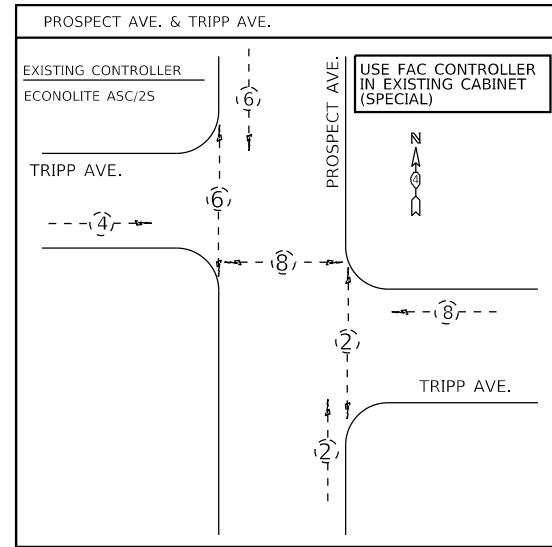 PROSPECT AVE. & TRIPP AVE.
EXISTING CONTROLLER
ECONOLITE ASC/2S
USE FAC CONTROLLER
IN EXISTING CABINET
(SPECIAL)
PROSPECT AVE.
6
N
4
TRIPP AVE.
6
4
8
8
2
TRIPP AVE.
2